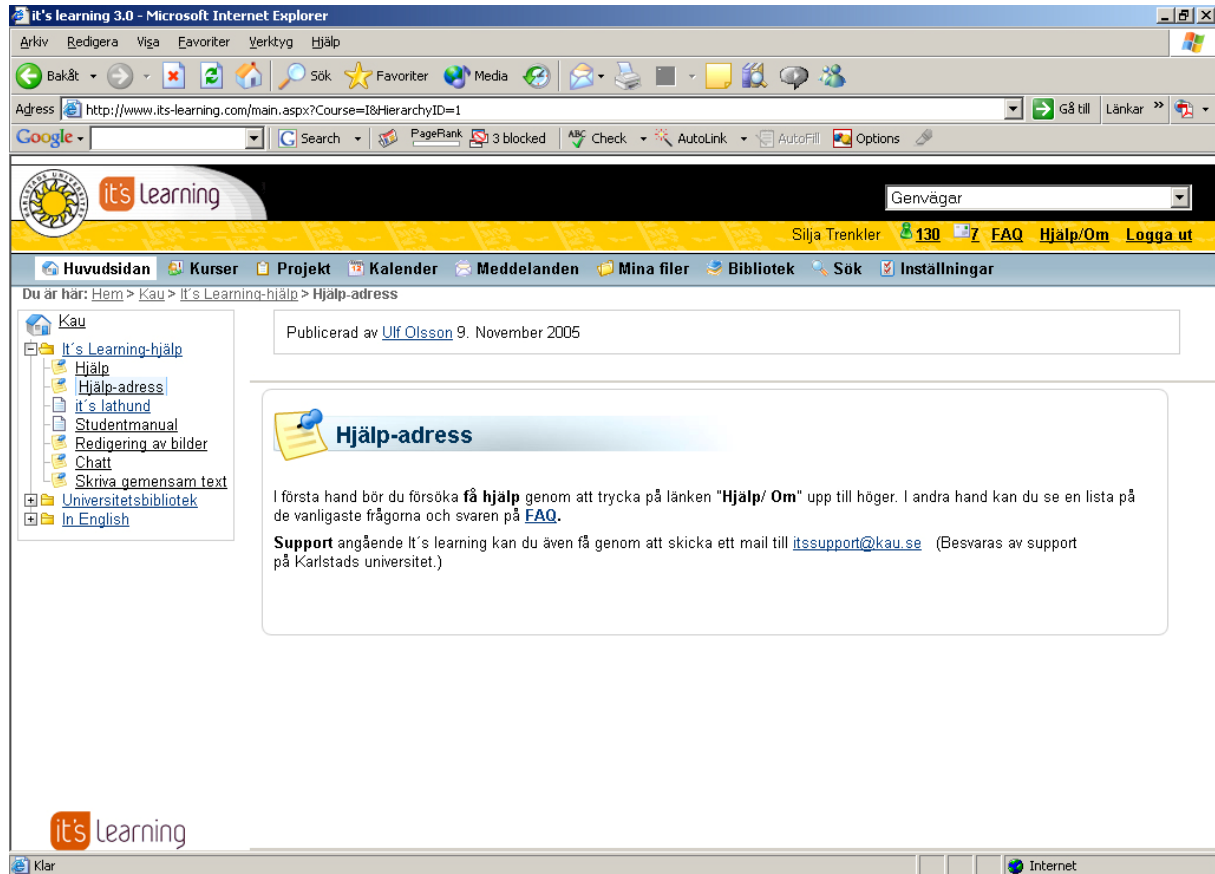 it's learning 3.0 - Microsoft Internet Explorer
Arkiv Redigera Visa Favoriter Verktyg Hjälp
Bakåt Sök Favoriter Media
Adress http://www.its-learning.com/main.aspx?Course=I&HierarchyID=1 Gå till Länkar »
Google Search PageRank 3 blocked ABC Check AutoLink AutoFill Options
KARLSTADS UNIVERSITET it's Learning Genvägar
Silja Trenkler 130 7 FAQ Hjälp/Om Logga ut
Huvudsidan Kurser Projekt Kalender Meddelanden Mina filer Bibliotek Sök Inställningar
Du är här: Hem > Kau > It's Learning-hjälp > Hjälp-adress
Kau
It´s Learning-hjälp
Hjälp
Hjälp-adress
it´s lathund
Studentmanual
Redigering av bilder
Chatt
Skriva gemensam text
Universitetsbibliotek
In English
Publicerad av Ulf Olsson 9. November 2005
Hjälp-adress
I första hand bör du försöka få hjälp genom att trycka på länken "Hjälp/ Om" upp till höger. I andra hand kan du se en lista på
de vanligaste frågorna och svaren på FAQ.
Support angående It´s learning kan du även få genom att skicka ett mail till itssupport@kau.se (Besvaras av support
på Karlstads universitet.)
it's Learning
Klar Internet